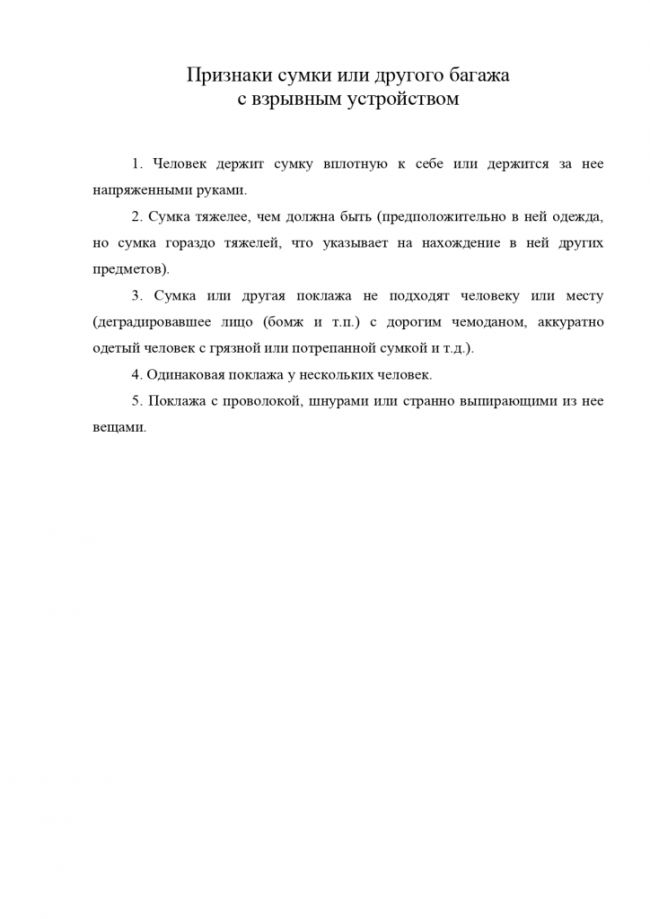 Признаки сумки или другого багажа
с взрывным устройством
1. Человек держит сумку вплотную к себе или держится за нее
напряженными руками.
2. Сумка тяжелее, чем должна быть (предположительно в ней одежда,
но сумка гораздо тяжелей, что указывает на нахождение в ней других
предметов).
3. Сумка или другая поклажа не подходят человеку или месту
(деградировавшее лицо (бомж и т.п.) с дорогим чемоданом, аккуратно
одетый человек с грязной или потрепанной сумкой и т.д.).
4. Одинаковая поклажа у нескольких человек.
5. Поклажа с проволокой, шнурами или странно выпирающими из нее
вещами.